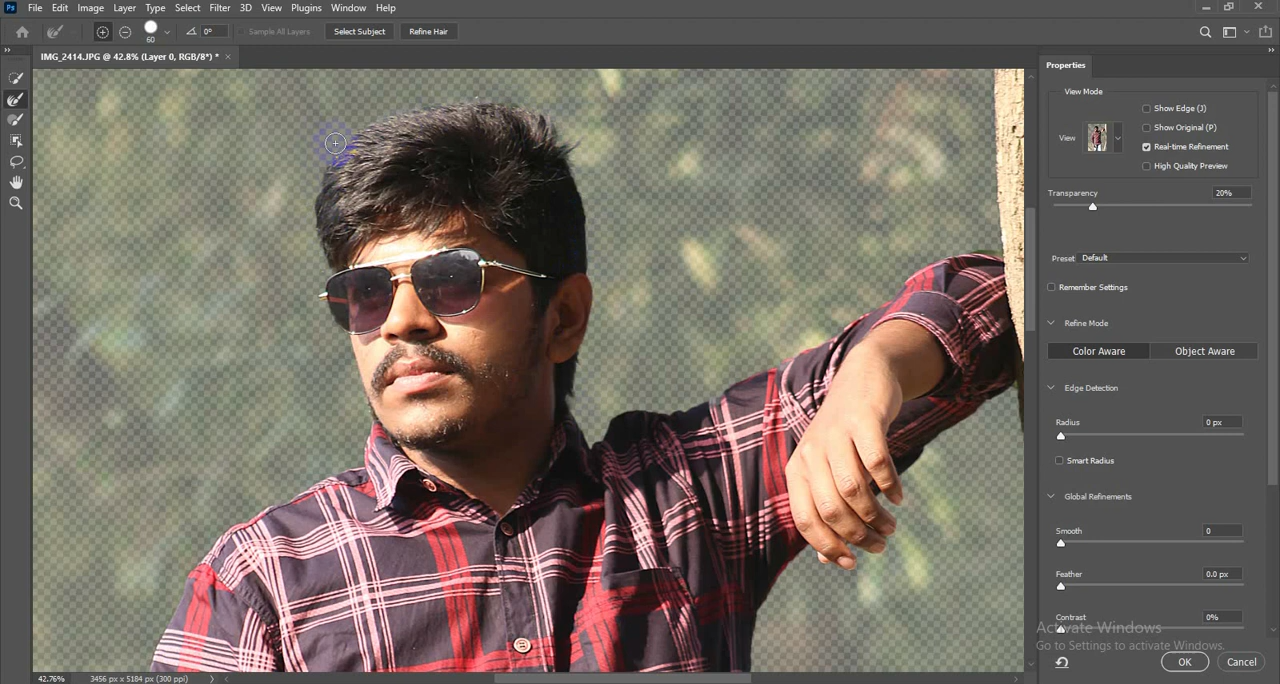 Ps File Edit Image Layer Type Select Filter 3D View Plugins Window Help
60 0° Sample All Layers Select Subject Refine Hair
IMG_2414.JPG @ 42.8% (Layer 0, RGB/8*) * ×
Properties
View Mode
Show Edge (J)
View Show Original (P)
Real-time Refinement
High Quality Preview
Transparency 20%
Preset Default
Remember Settings
Refine Mode
Color Aware Object Aware
Edge Detection
Radius 0 px
Smart Radius
Global Refinements
Smooth 0
Feather 0.0 px
Contrast 0%
Activate Windows
Go to Settings to activate Windows.
OK Cancel
42.76% 3456 px x 5184 px (300 ppi)